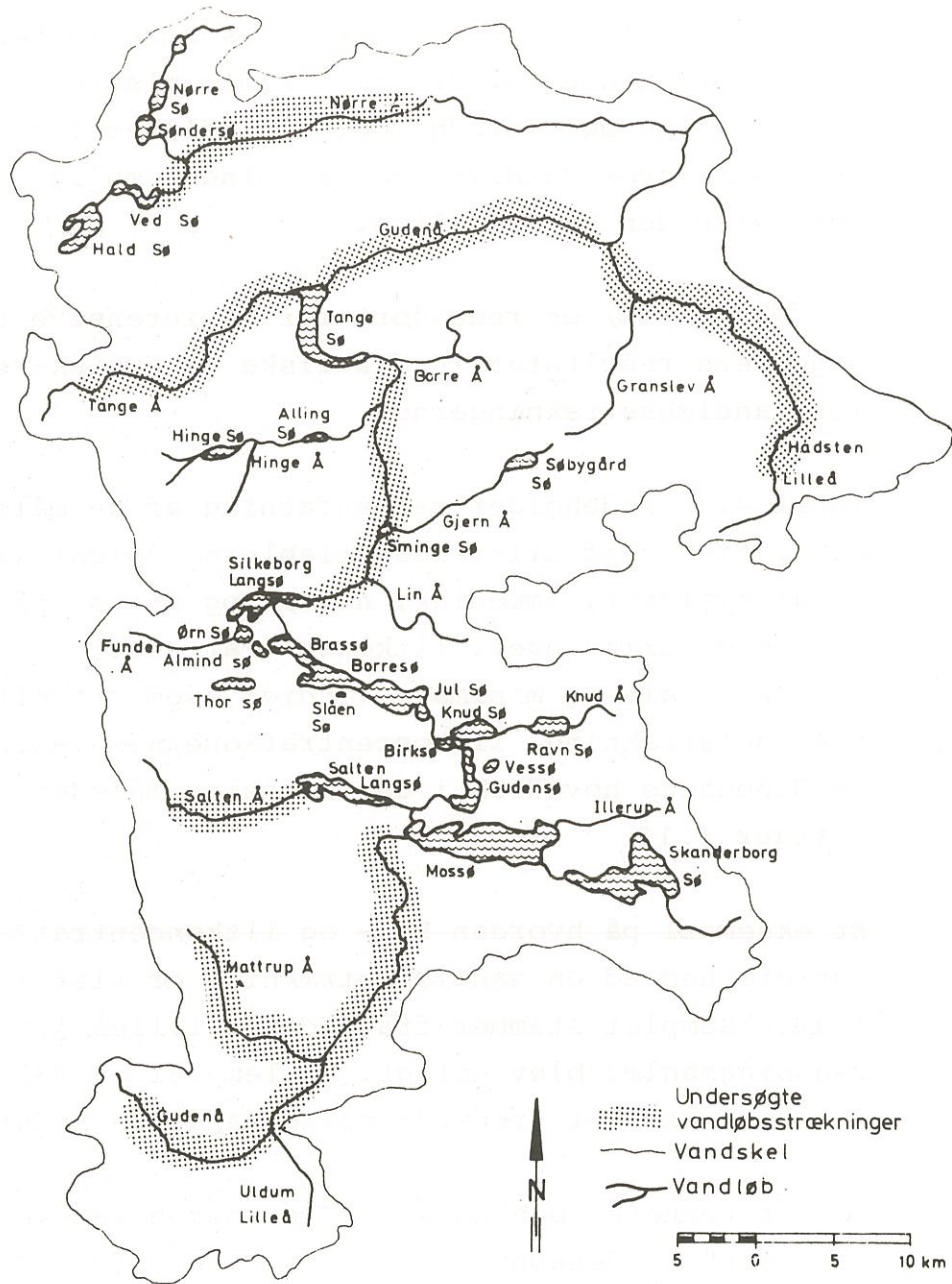 Nørre
Sø
Søndersø
Nørre Å
Ved Sø
Hald Sø
Gudenå
Tange
Sø
Borre Å
Tange Å
Granslev Å
Alling
Sø
Hinge Sø
Hinge Å
Søbygård
Sø
Hadsten
Lilleå
Gjern Å
Sminge Sø
Silkeborg
Langsø
Lin Å
Ørn Sø
Funder
Å
Almind sø
Brassø
Borresø
Thor sø
Slåen
Sø
Jul Sø
Knud Sø
Knud Å
Birksø
Ravn Sø
Vessø
Salten
Langsø
Gudensø
Salten Å
Illerup Å
Mossø
Skanderborg
Sø
Mattrup Å
Gudenå
Uldum
Lilleå
Undersøgte
vandløbsstrækninger
Vandskel
Vandløb
N
5 0 5 10 km